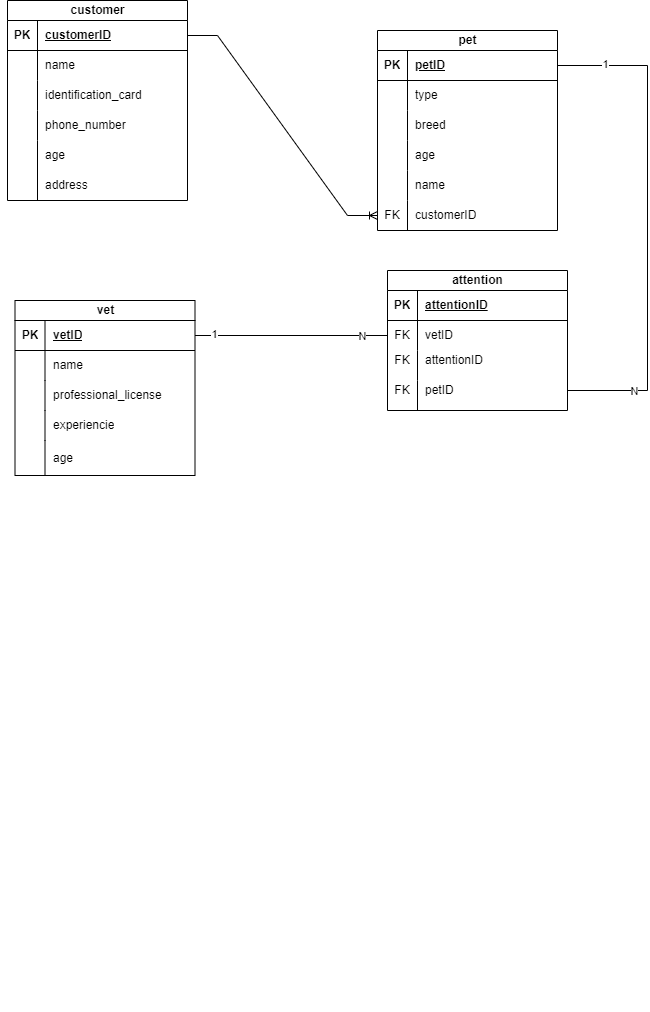 customer
PK customerID
name
identification_card
phone_number
age
address
pet
PK petID
type
breed
age
name
FK customerID
1
vet
PK vetID
name
professional_license
experiencie
age
1
N
attention
PK attentionID
FK vetID
FK attentionID
FK petID
N